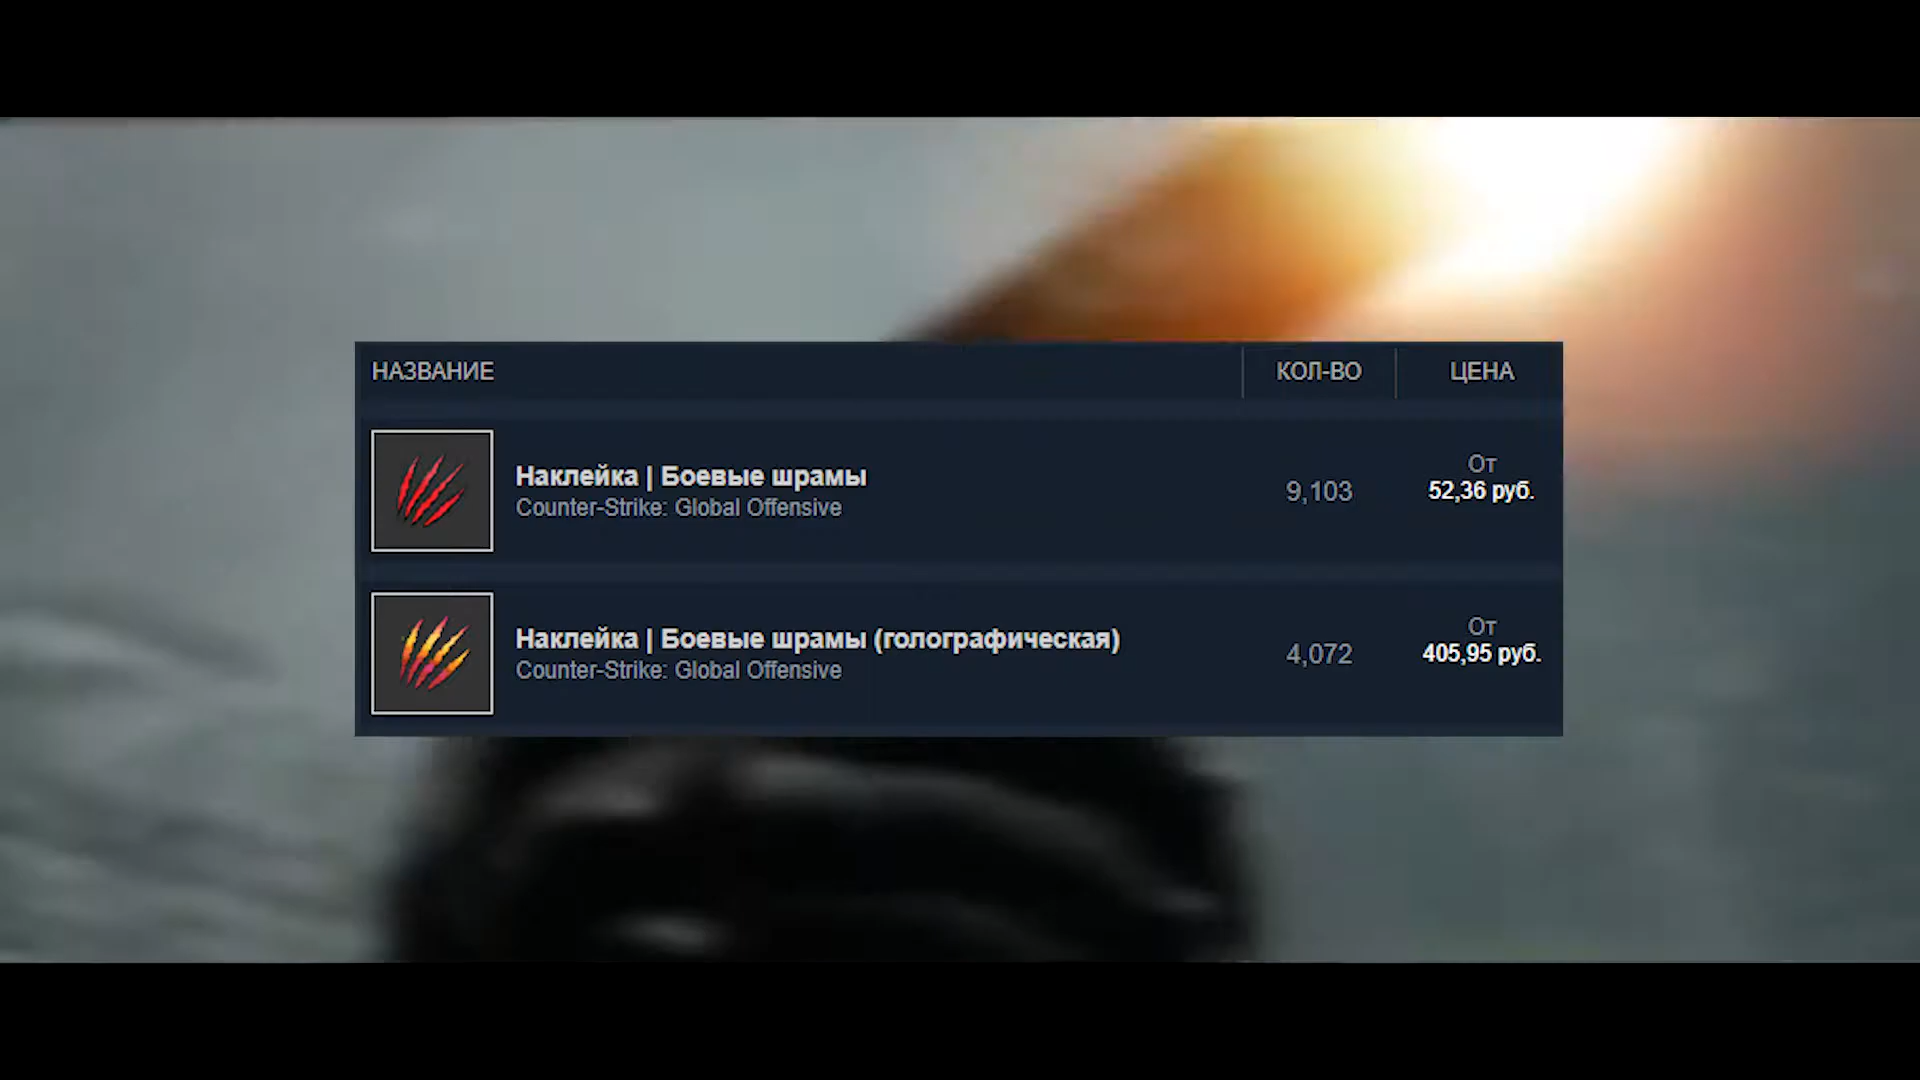 НАЗВАНИЕ КОЛ-ВО ЦЕНА
Наклейка | Боевые шрамы
Counter-Strike: Global Offensive
9,103
От
52,36 руб.
Наклейка | Боевые шрамы (голографическая)
Counter-Strike: Global Offensive
4,072
От
405,95 руб.